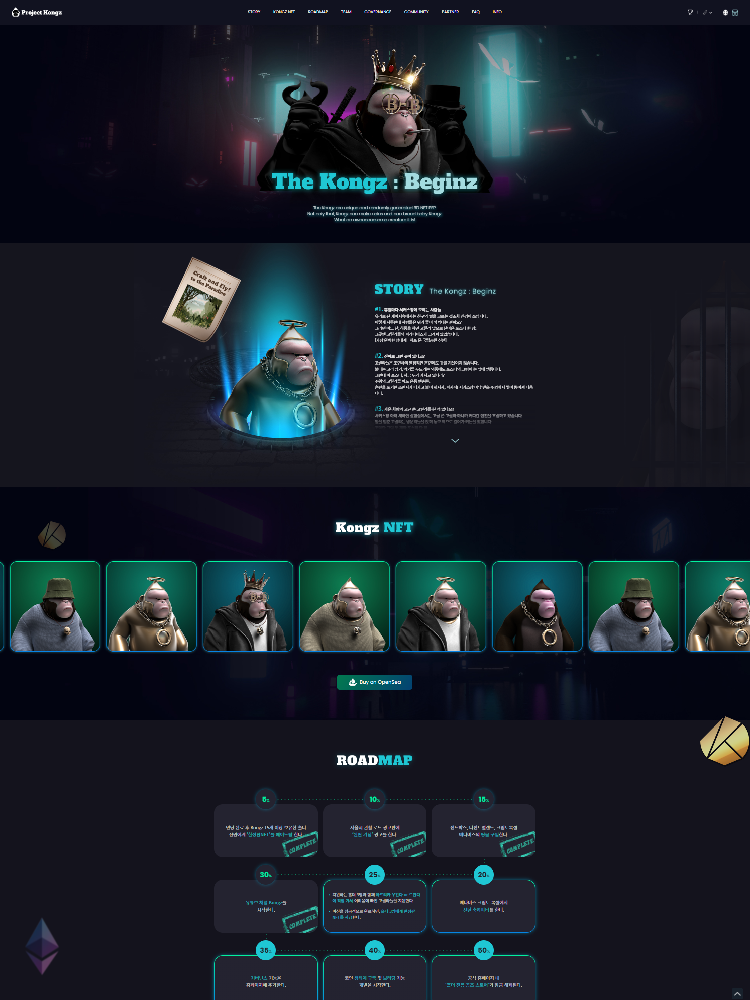 Project Kongz
STORY
KONGZ NFT
ROADMAP
TEAM
GOVERNANCE
COMMUNITY
PARTNER
FAQ
INFO
The Kongz : Beginz
The Kongz are unique and randomly generated 3D NFT PFP.
Not only that, Kongz can make coins and can breed baby Kongz.
What an aweeeeeesome creature it is!
Craft and Fly!
to the Paradise
STORY The Kongz : Beginz
#1. 휴일마다 서커스장에 모이는 사람들
유리로 된 케이지속에서는 친구의 털을 고르는 것조차 신경이 쓰입니다.
이렇게 지루한데 사람들은 뭐가 좋아 깍깍대는 걸까요?
그러던 어느 날, 하품을 하던 고릴라 앞으로 날아온 포스터 한 장.
그곳엔 고릴라들의 파라다이스가 그려져 있었습니다.
[가장 완벽한 생태계 - 하프 문 국립공원 신설]
#2. 진짜로 그런 곳이 있다고?
고릴라들은 조련사의 열정적인 훈련에도 귀를 기울이지 않습니다.
불타는 고리 넘기, 악기를 두드리는 와중에도 포스터의 그림이 눈 앞에 맴돕니다.
그런데 이 포스터, 지금 누가 가지고 있더라?
주위의 고릴라를 봐도 온통 맨손뿐.
훈련을 포기한 조련사가 나가고 불이 꺼지자, 파지직! 서커스장 바닥 맨홀 뚜껑에서 빛이 뿜어져 나옵
니다.
#3. 가운 차림의 고글 쓴 고릴라를 본 적 있나요?
서커스장 아래 새하얀 실험실에서는 고글 쓴 고릴라 하나가 커다란 엔진을 조립하고 있습니다.
일을 멈춘 고릴라는 방문객들을 앉혀 놓고 벽으로 걸어가 커튼을 젖힙니다.
Kongz NFT
Buy on OpenSea
ROADMAP
5%
10%
15%
민팅 완료 후 Kongz 15개 이상 보유한 홀더
전원에게 '한정판NFT'를 에어드랍 한다.
COMPLETE
서울시 관할 로드 광고판에
'완판 기념' 광고를 한다.
COMPLETE
샌드박스, 디센트럴랜드, 크립토복셀
메타버스의 땅을 구입한다.
COMPLETE
30%
25%
20%
유튜브 채널 Kongz를
시작한다.
COMPLETE
지원하는 홀더 3명과 함께 아프리카 우간다 or 르완다
에 직접 가서 어려움에 빠진 고릴라들을 지원한다.
미션을 성공적으로 완료하면, 홀더 3명에게 한정판
NFT를 지급한다.
메타버스 크립토 복셀에서
신년 축하파티를 한다.
35%
40%
50%
거버넌스 기능을
홈페이지에 추가한다.
코인 생태계 구축 및 브리딩 기능
개발을 시작한다.
공식 홈페이지 내
'홀더 전용 콩즈 스토어'가 잠금 해제된다.